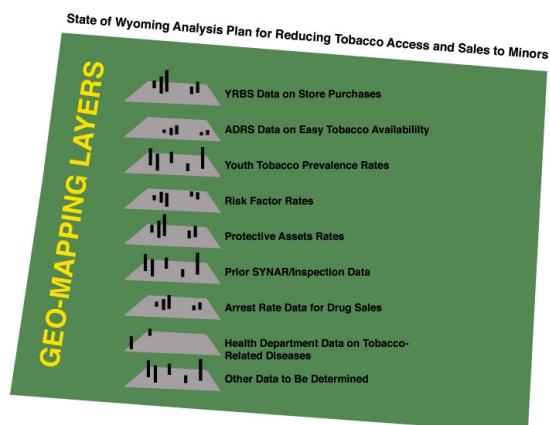 State of Wyoming Analysis Plan for Reducing Tobacco Access and Sales to Minors
GEO-MAPPING LAYERS
YRBS Data on Store Purchases
ADRS Data on Easy Tobacco Availabililty
Youth Tobacco Prevalence Rates
Risk Factor Rates
Protective Assets Rates
Prior SYNAR/Inspection Data
Arrest Rate Data for Drug Sales
Health Department Data on Tobacco-
Related Diseases
Other Data to Be Determined